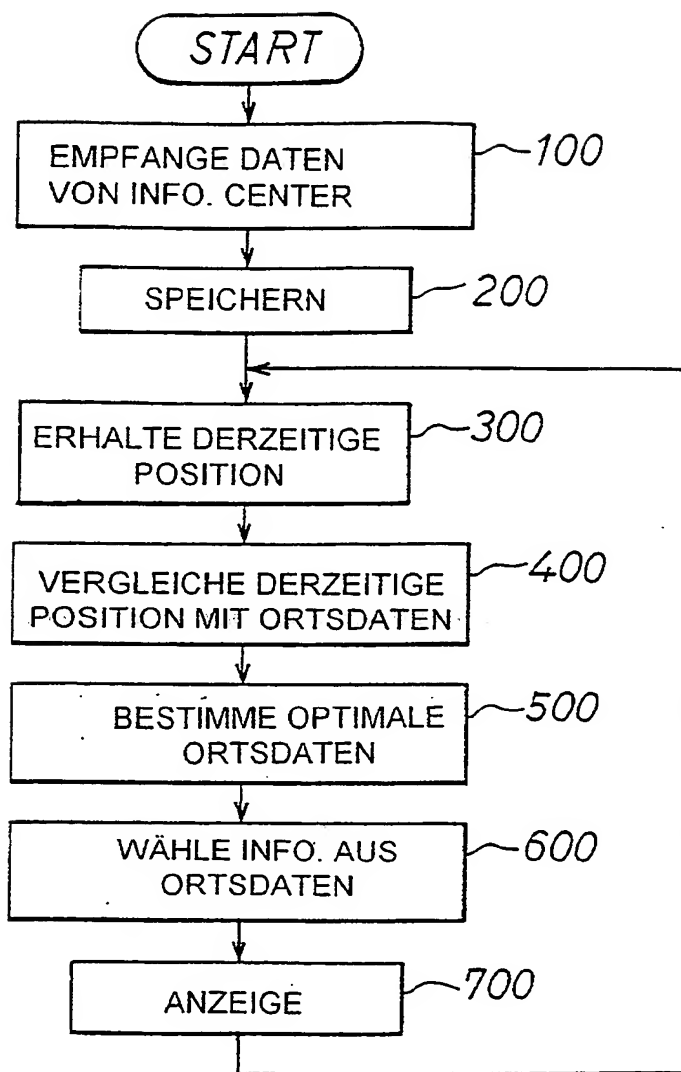 START
EMPFANGE DATEN
VON INFO. CENTER
100
SPEICHERN
200
ERHALTE DERZEITIGE
POSITION
300
VERGLEICHE DERZEITIGE
POSITION MIT ORTSDATEN
400
BESTIMME OPTIMALE
ORTSDATEN
500
WÄHLE INFO. AUS
ORTSDATEN
600
ANZEIGE
700